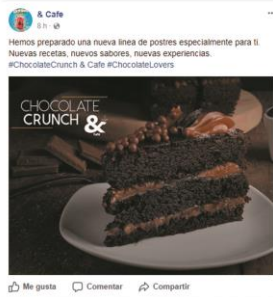 & Cafe
8 h ·
Hemos preparado una nueva linea de postres especialmente para ti.
Nuevas recetas, nuevos sabores, nuevas experiencias.
#ChocolateCrunch & Cafe #ChocolateLovers
CHOCOLATE
CRUNCH &
Me gusta Comentar Compartir